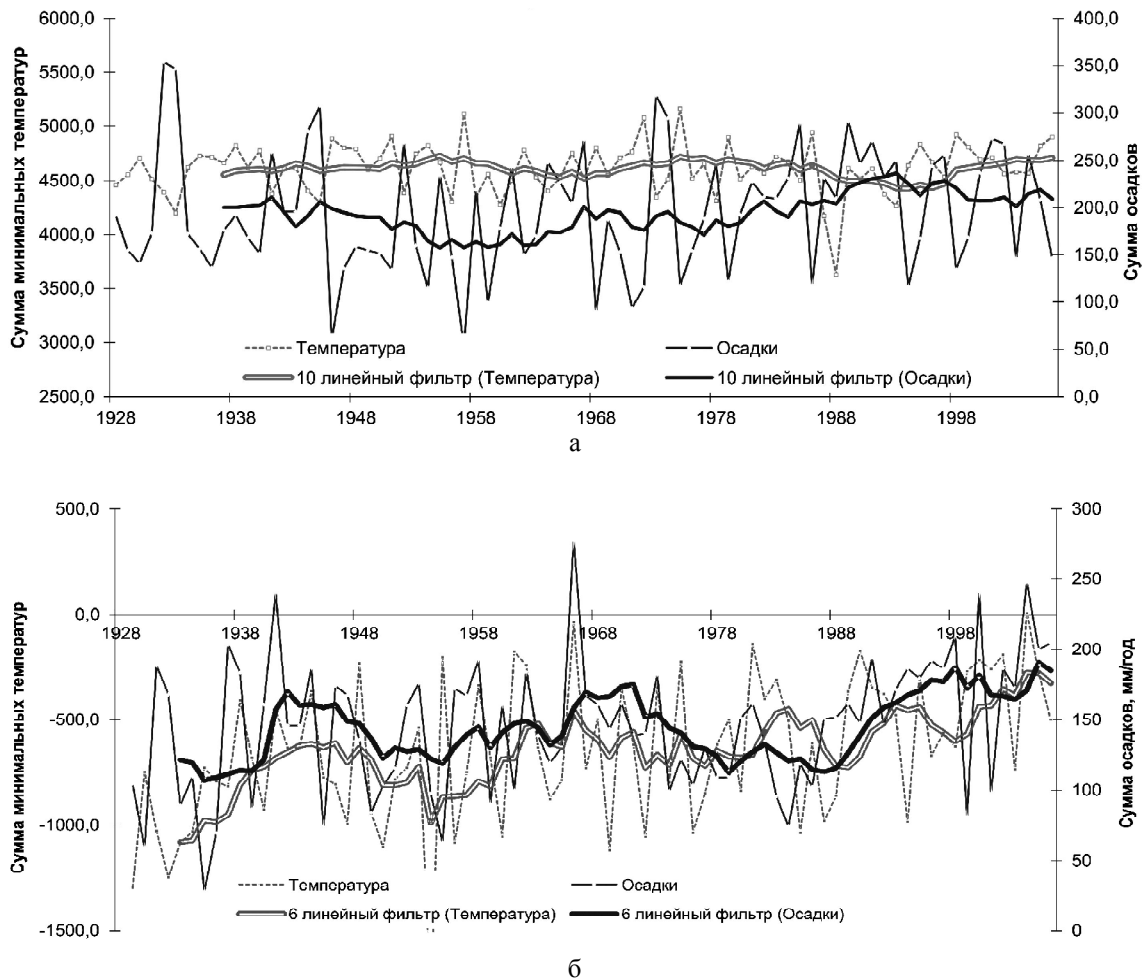 6000,0
5500,0
5000,0
4500,0
4000,0
3500,0
3000,0
2500,0
Сумма минимальных температур
400,0
350,0
300,0
250,0
200,0
150,0
100,0
50,0
0,0
Сумма осадков
Температура
Осадки
10 линейный фильтр (Температура)
10 линейный фильтр (Осадки)
1928 1938 1948 1958 1968 1978 1988 1998
а
500,0
0,0
-500,0
-1000,0
-1500,0
Сумма минимальных температур
300
250
200
150
100
50
0
Сумма осадков, мм/год
1928 1938 1948 1958 1968 1978 1988 1998
Температура
Осадки
6 линейный фильтр (Температура)
6 линейный фильтр (Осадки)
б